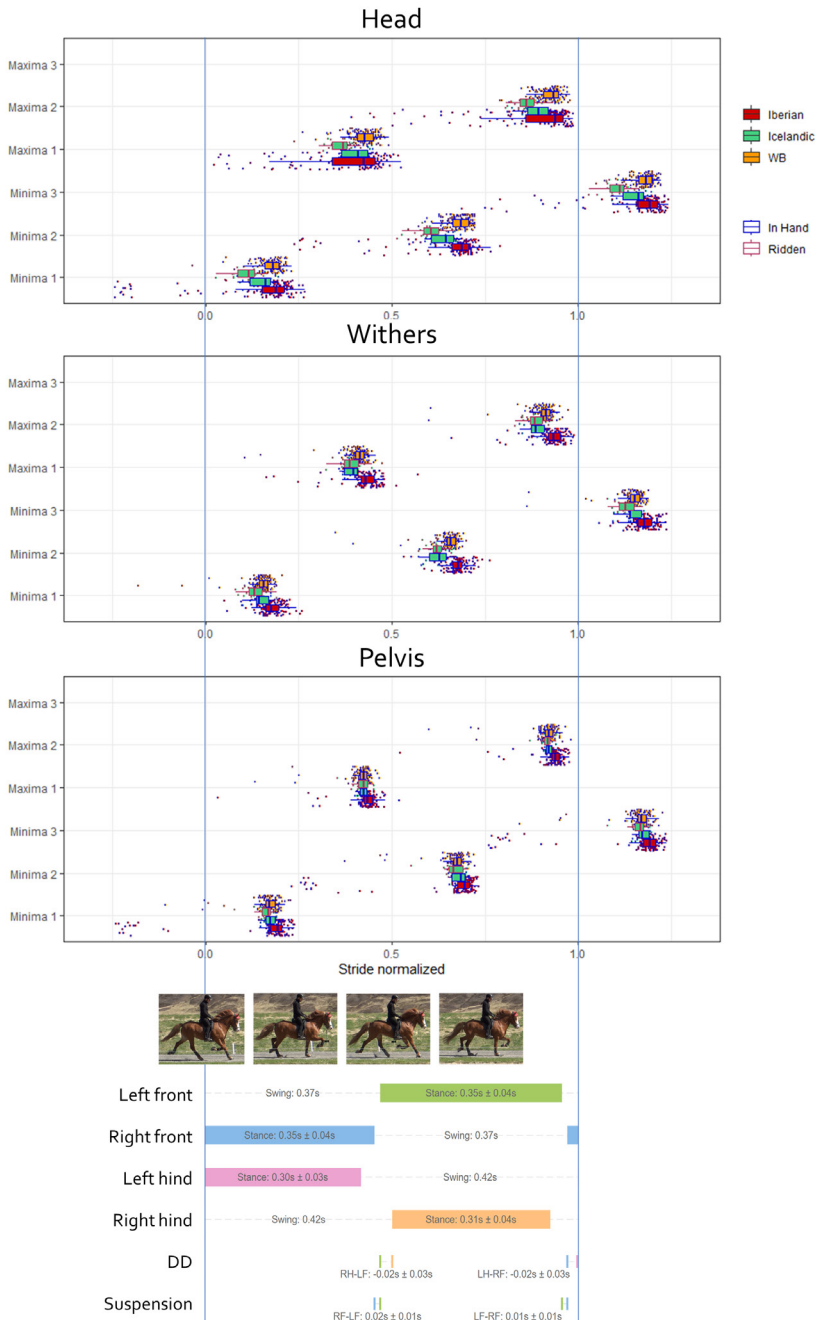 Head
Maxima 3
Maxima 2
Maxima 1
Minima 3
Minima 2
Minima 1
0.0 0.5 1.0
Iberian
Icelandic
WB
In Hand
Ridden
Withers
Maxima 3
Maxima 2
Maxima 1
Minima 3
Minima 2
Minima 1
0.0 0.5 1.0
Pelvis
Maxima 3
Maxima 2
Maxima 1
Minima 3
Minima 2
Minima 1
0.0 0.5 1.0
Stride normalized
Left front Swing: 0.37s Stance: 0.35s ± 0.04s
Right front Stance: 0.35s ± 0.04s Swing: 0.37s
Left hind Stance: 0.30s ± 0.03s Swing: 0.42s
Right hind Swing: 0.42s Stance: 0.31s ± 0.04s
DD
RH-LF: -0.02s ± 0.03s LH-RF: -0.02s ± 0.03s
Suspension
RF-LF: 0.02s ± 0.01s LF-RF: 0.01s ± 0.01s